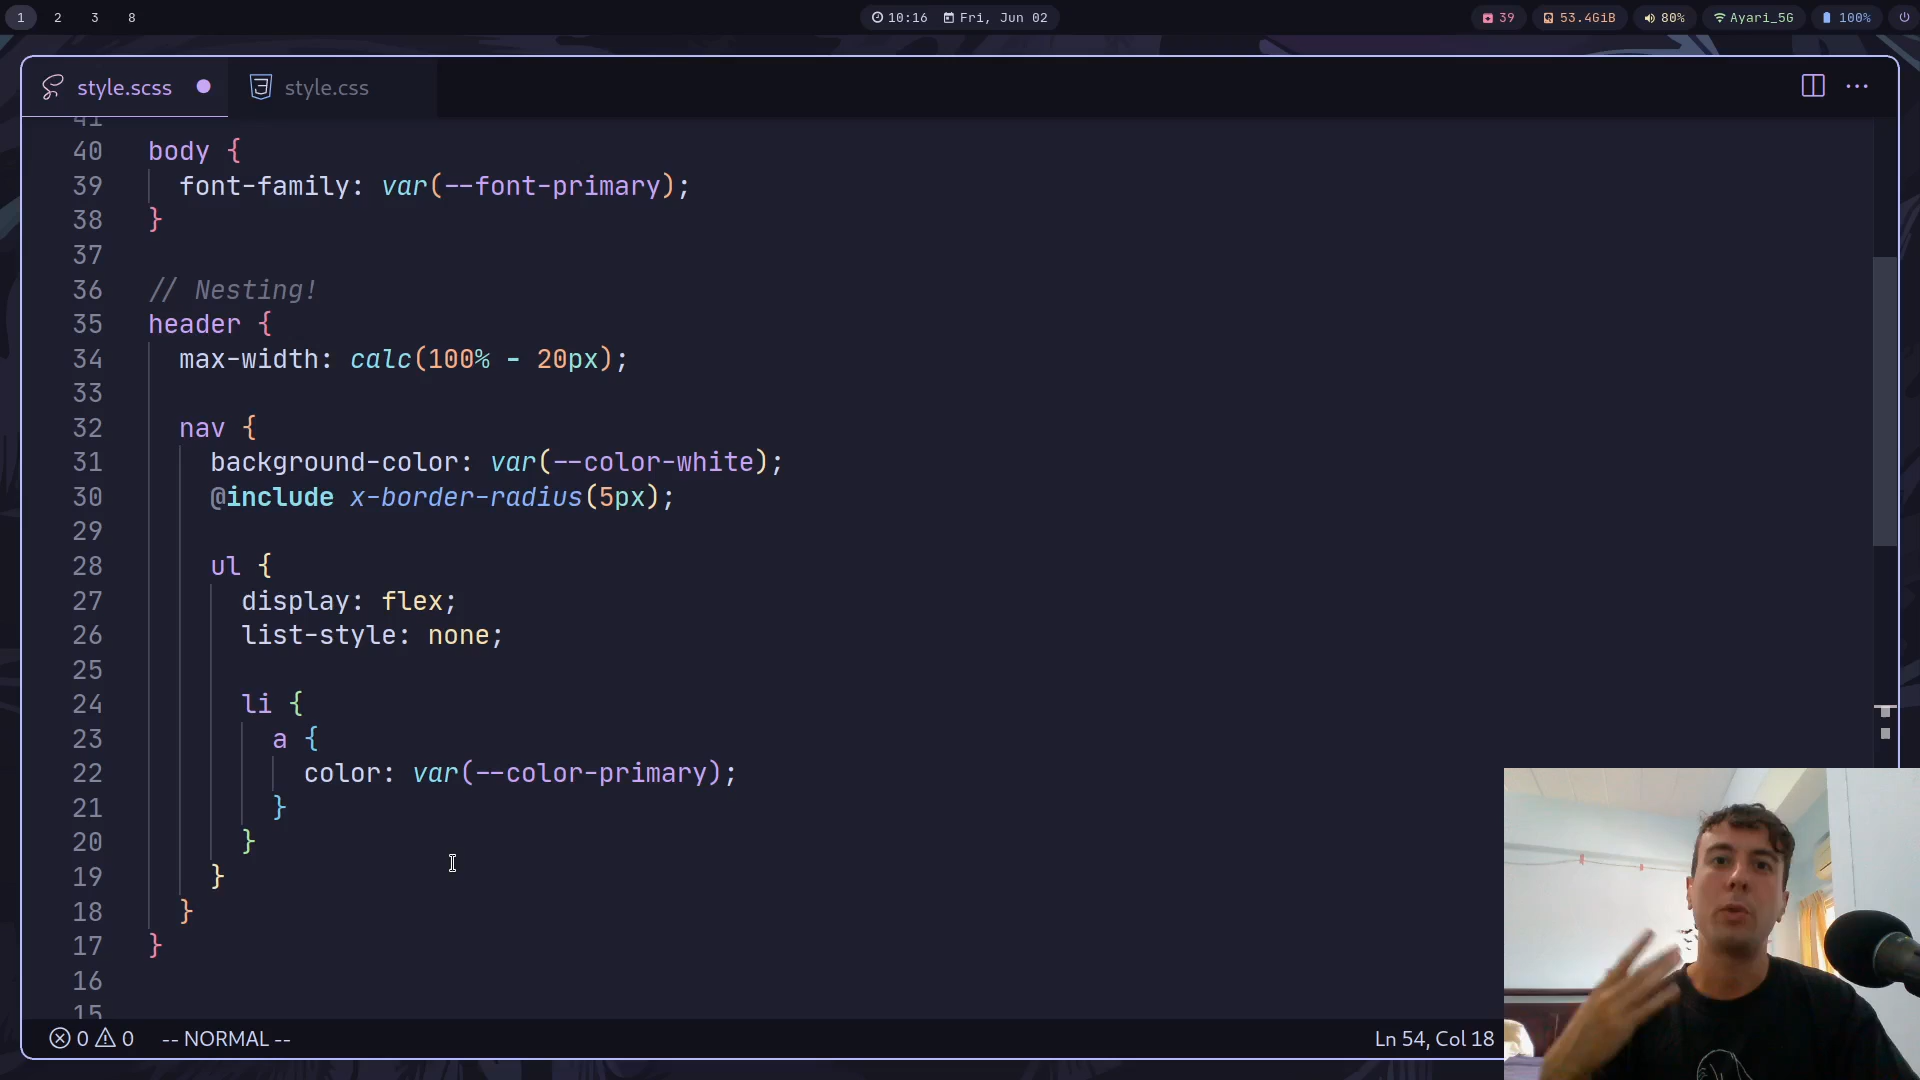 1 2 3 8
10:16 Fri, Jun 02
39 53.4GiB 80% Ayari_5G 100%
style.scss style.css
41
40 body {
39 font-family: var(--font-primary);
38 }
37
36 // Nesting!
35 header {
34 max-width: calc(100% - 20px);
33
32 nav {
31 background-color: var(--color-white);
30 @include x-border-radius(5px);
29
28 ul {
27 display: flex;
26 list-style: none;
25
24 li {
23 a {
22 color: var(--color-primary);
21 }
20 }
19 }
18 }
17 }
16
15
0 0 -- NORMAL -- Ln 54, Col 18